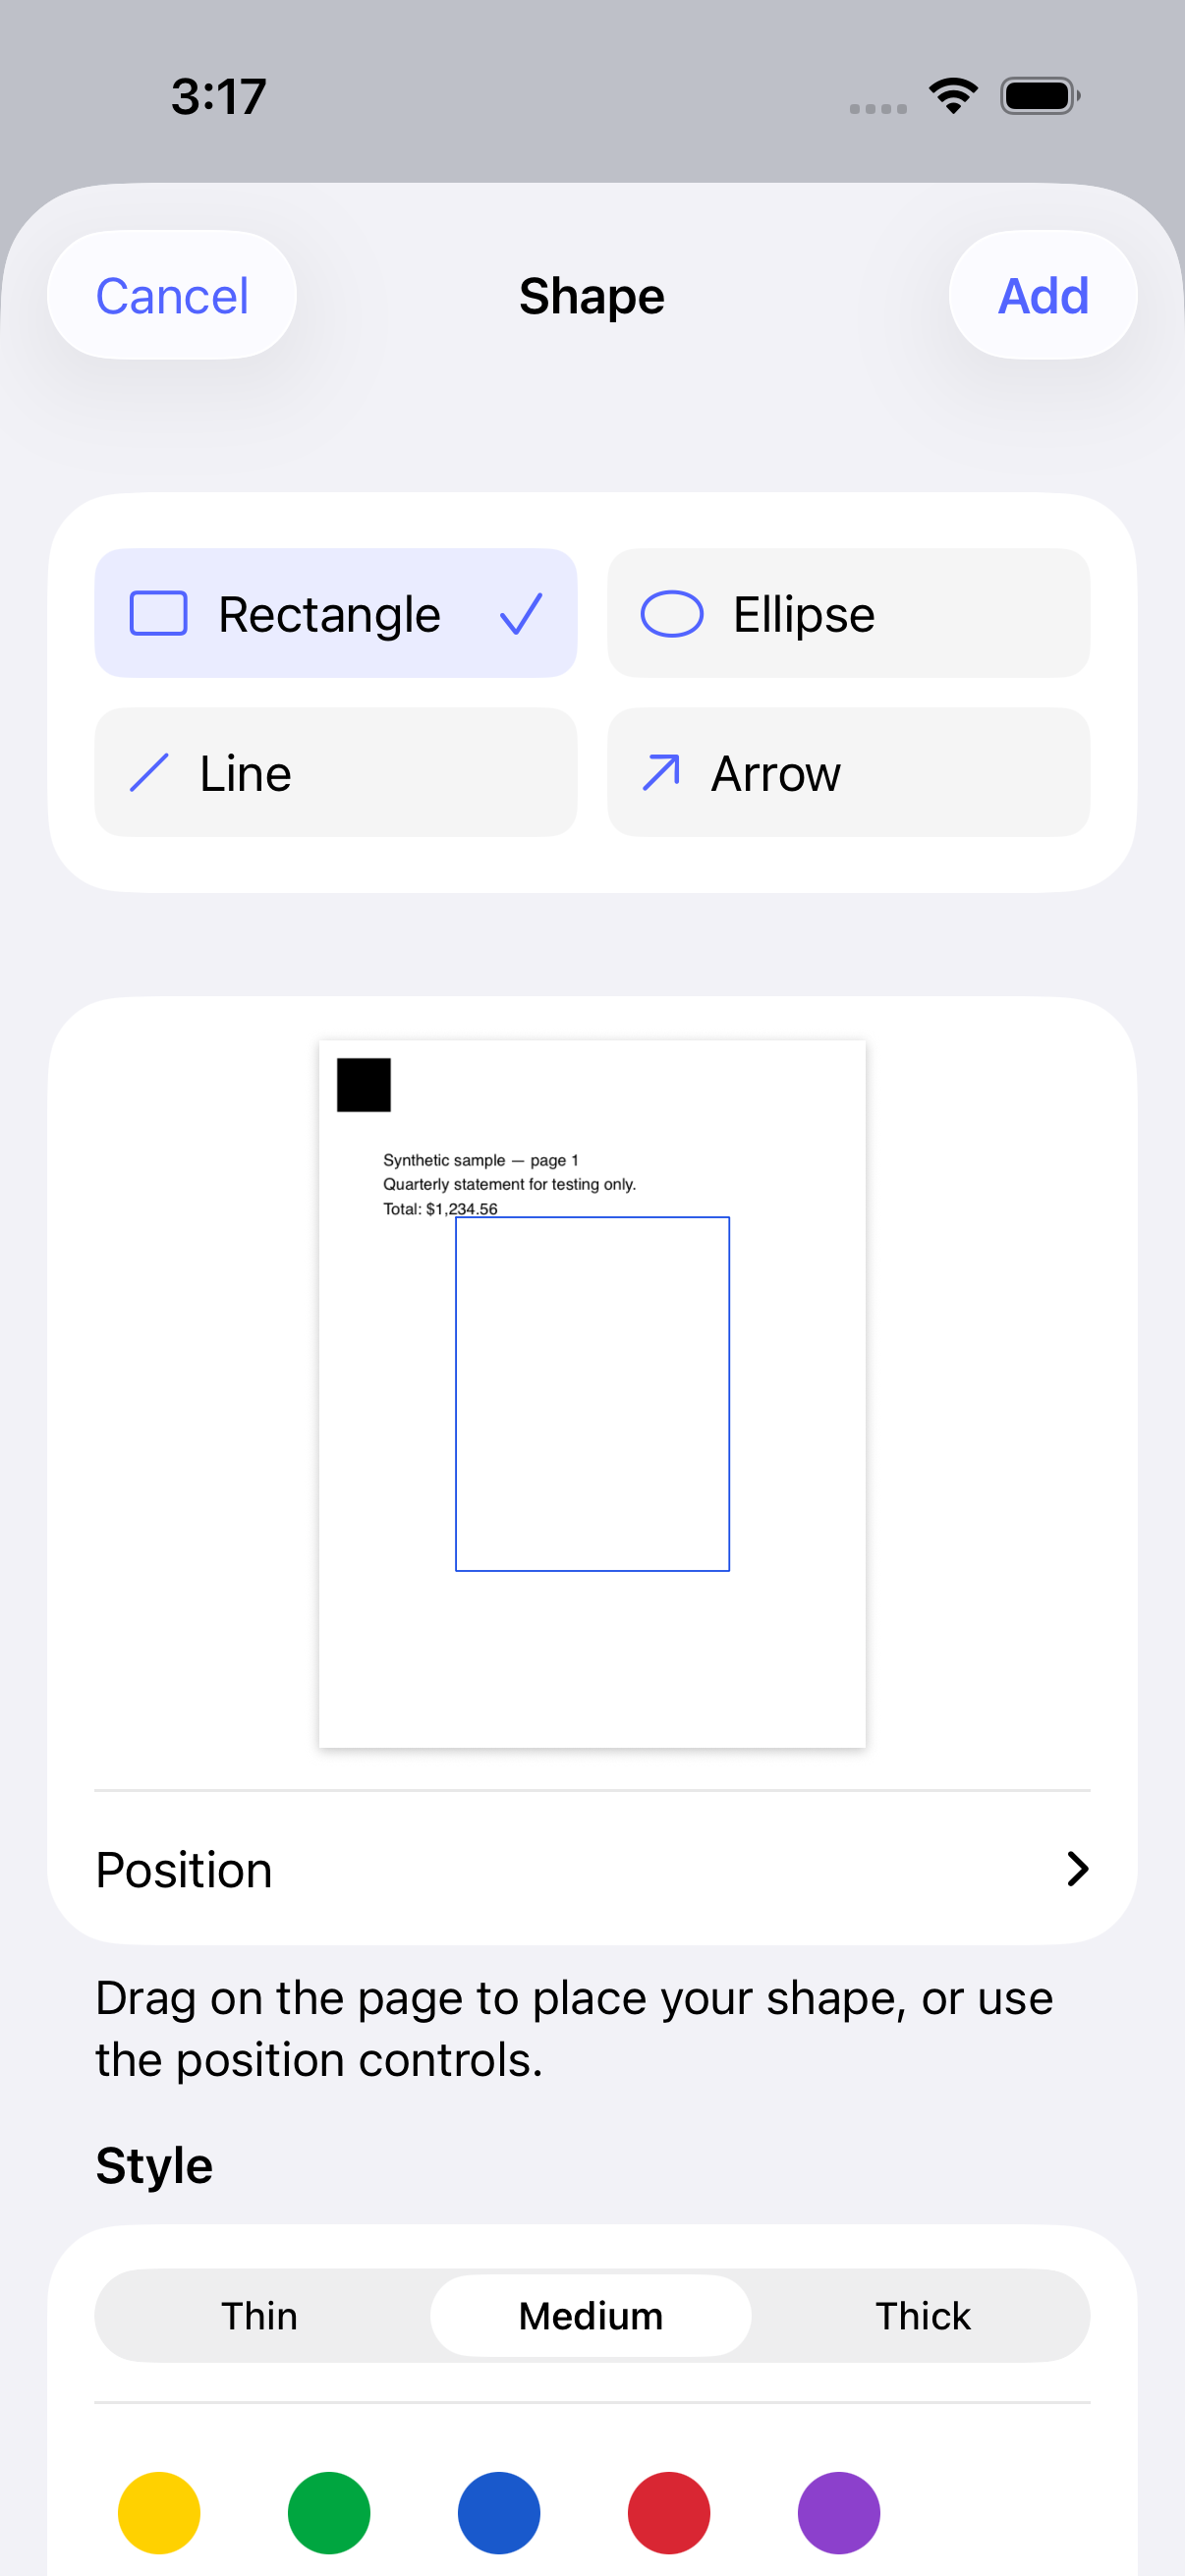 3:17
Cancel
Shape
Add
Rectangle
Ellipse
Line
Arrow
Synthetic sample — page 1
Quarterly statement for testing only.
Total: $1,234.56
Position
Drag on the page to place your shape, or use
the position controls.
Style
Thin
Medium
Thick